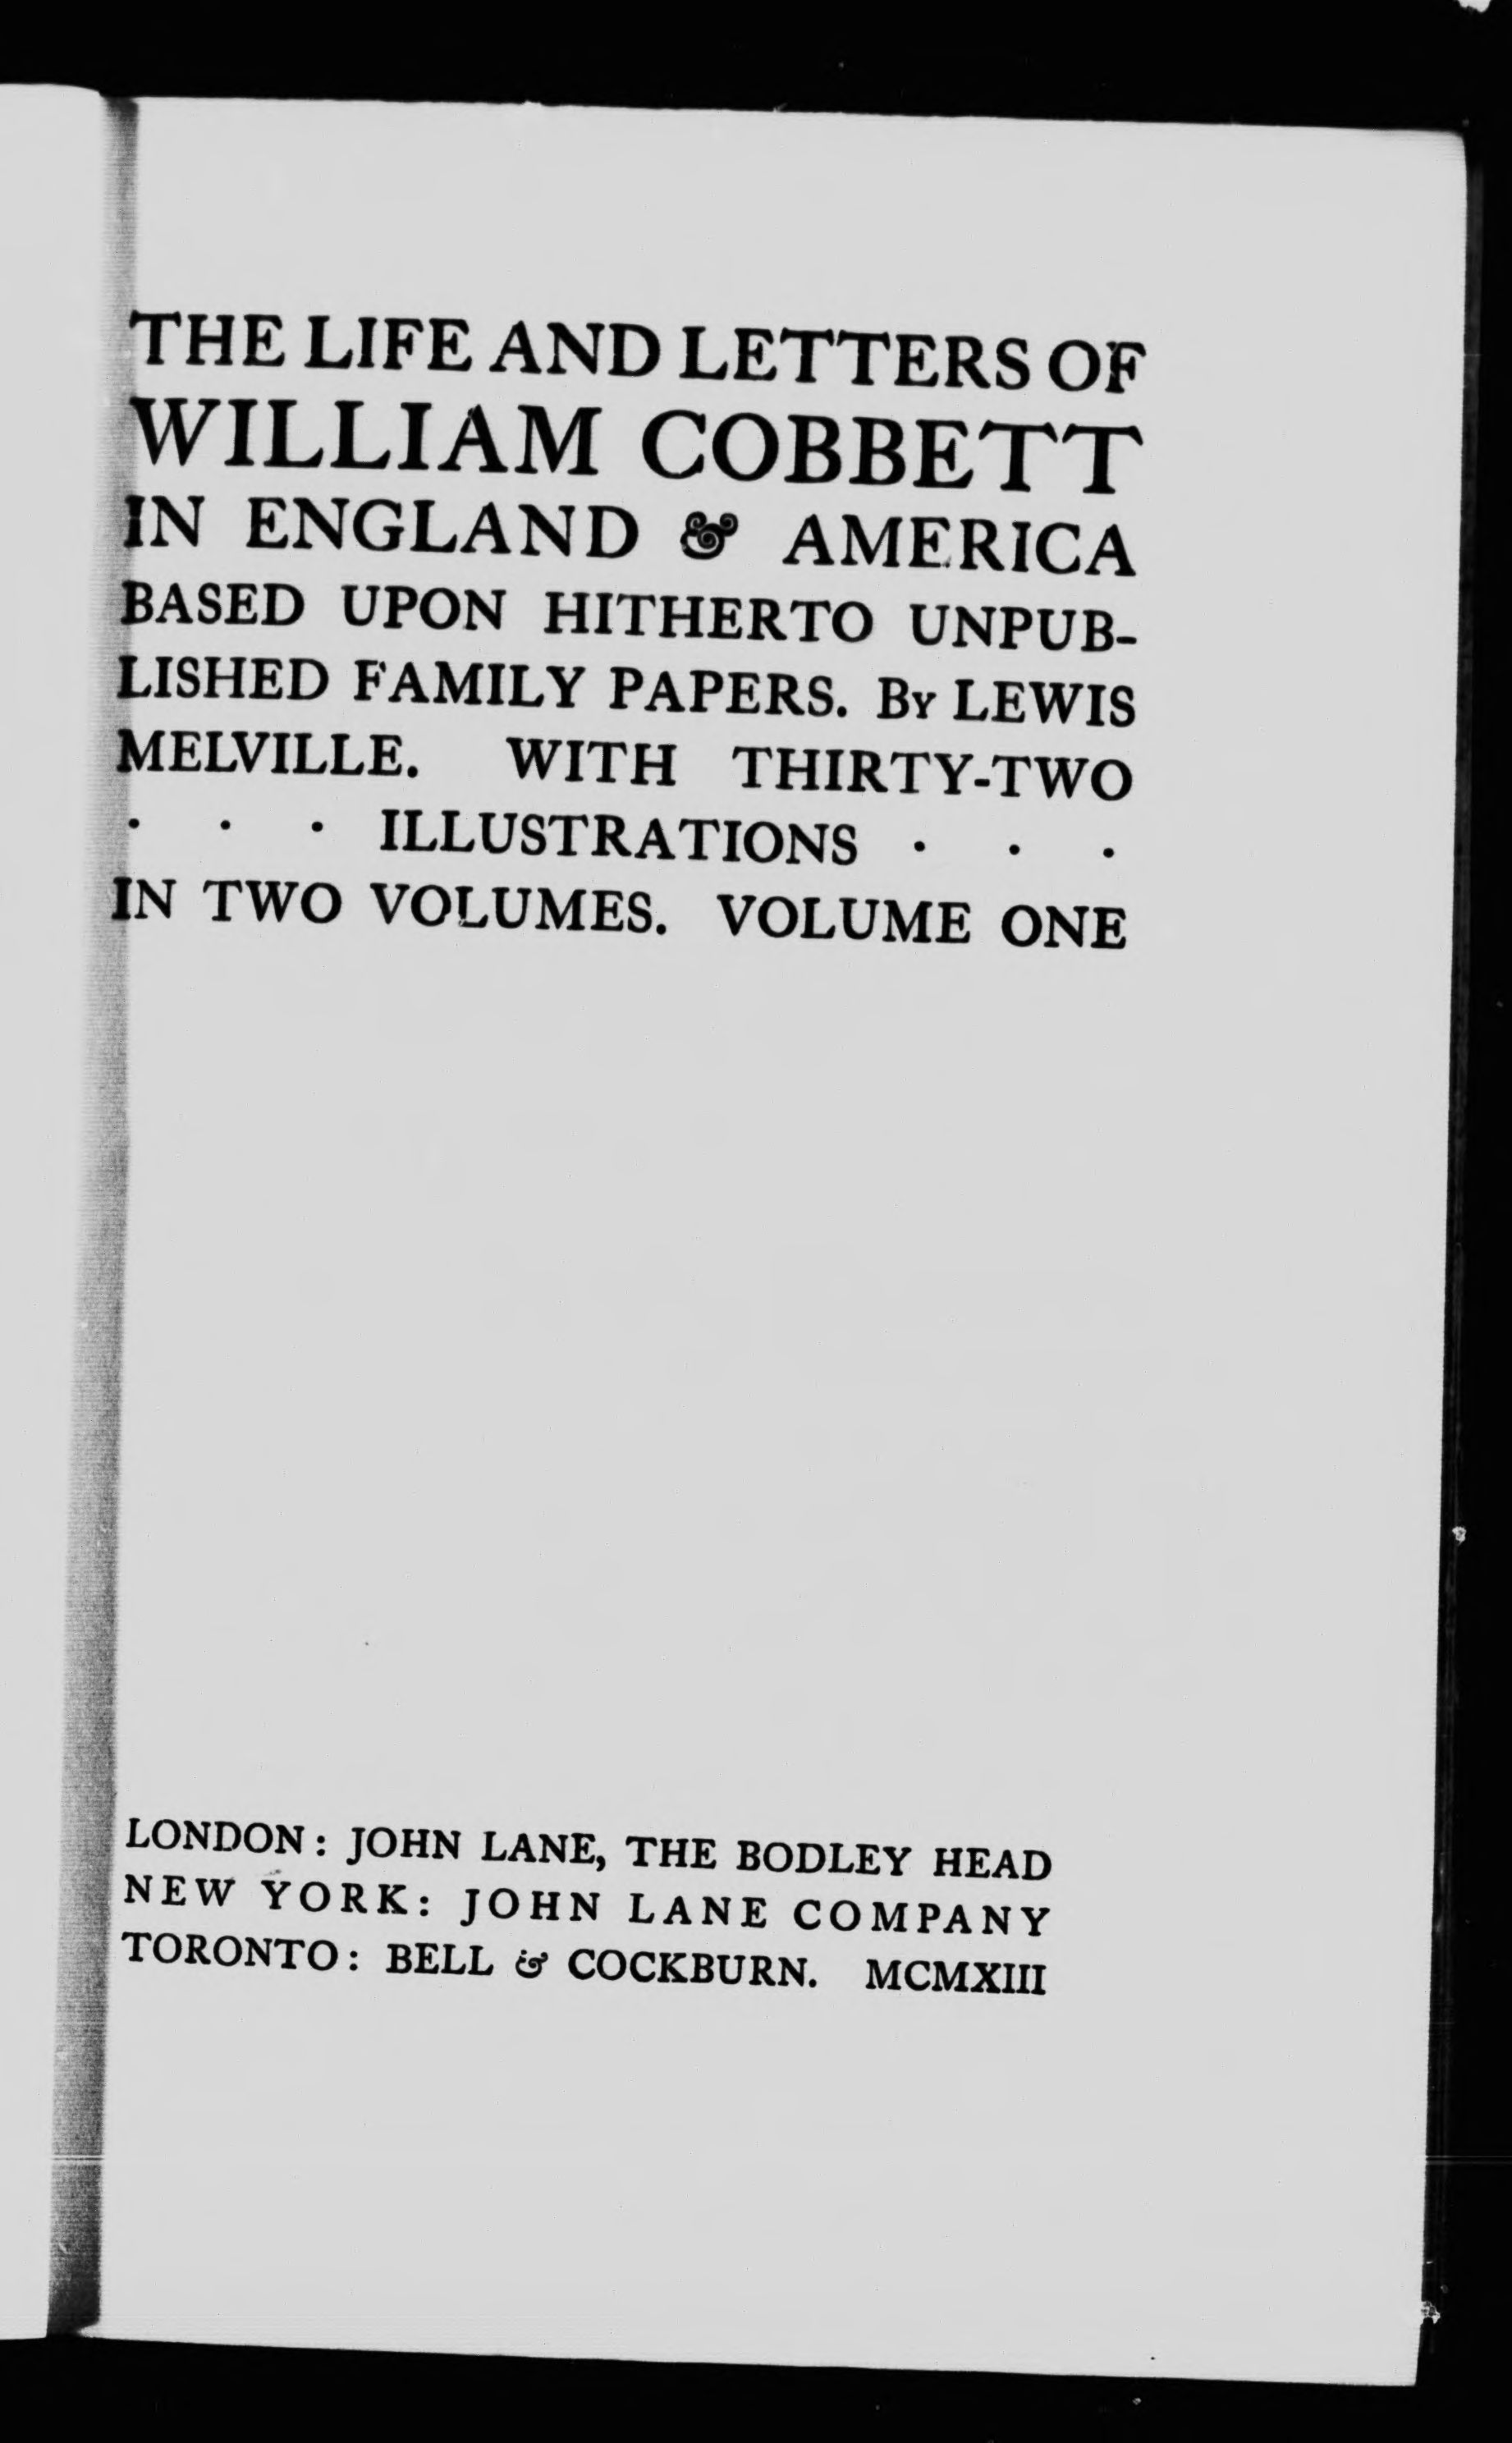 THE LIFE AND LETTERS OF
WILLIAM COBBETT
IN ENGLAND & AMERICA
BASED UPON HITHERTO UNPUB-
LISHED FAMILY PAPERS. BY LEWIS
MELVILLE. WITH THIRTY-TWO
· · · ILLUSTRATIONS · · ·
IN TWO VOLUMES. VOLUME ONE
LONDON: JOHN LANE, THE BODLEY HEAD
NEW YORK: JOHN LANE COMPANY
TORONTO: BELL & COCKBURN. MCMXIII